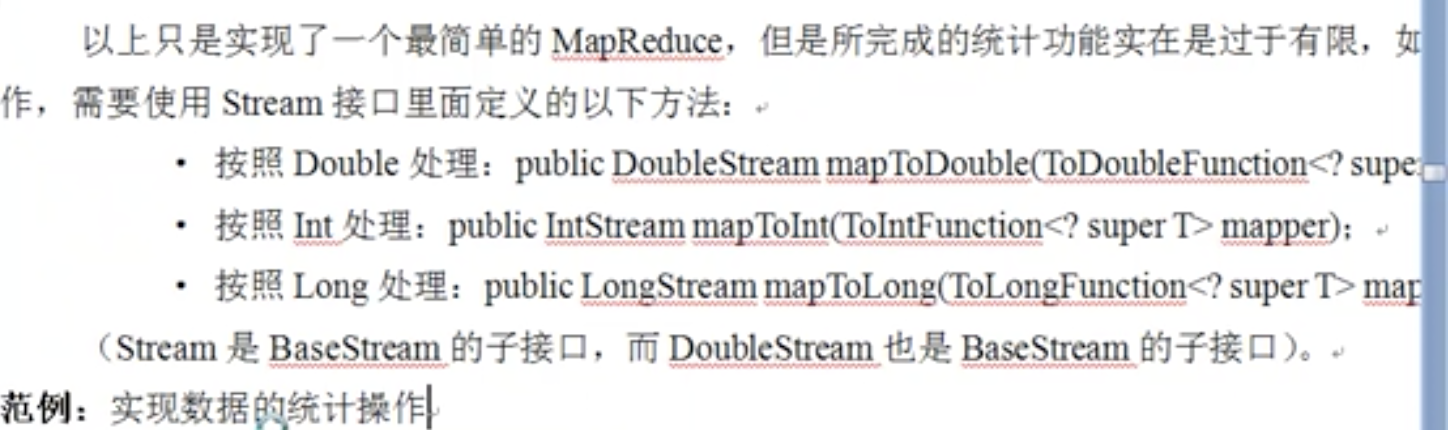 以上只是实现了一个最简单的 MapReduce，但是所完成的统计功能实在是过于有限，如
作，需要使用 Stream 接口里面定义的以下方法：
• 按照 Double 处理：public DoubleStream mapToDouble(ToDoubleFunction<? supe
• 按照 Int 处理：public IntStream mapToInt(ToIntFunction<? super T> mapper)；
• 按照 Long 处理：public LongStream mapToLong(ToLongFunction<? super T> map
（Stream 是 BaseStream 的子接口，而 DoubleStream 也是 BaseStream 的子接口）。
范例：实现数据的统计操作